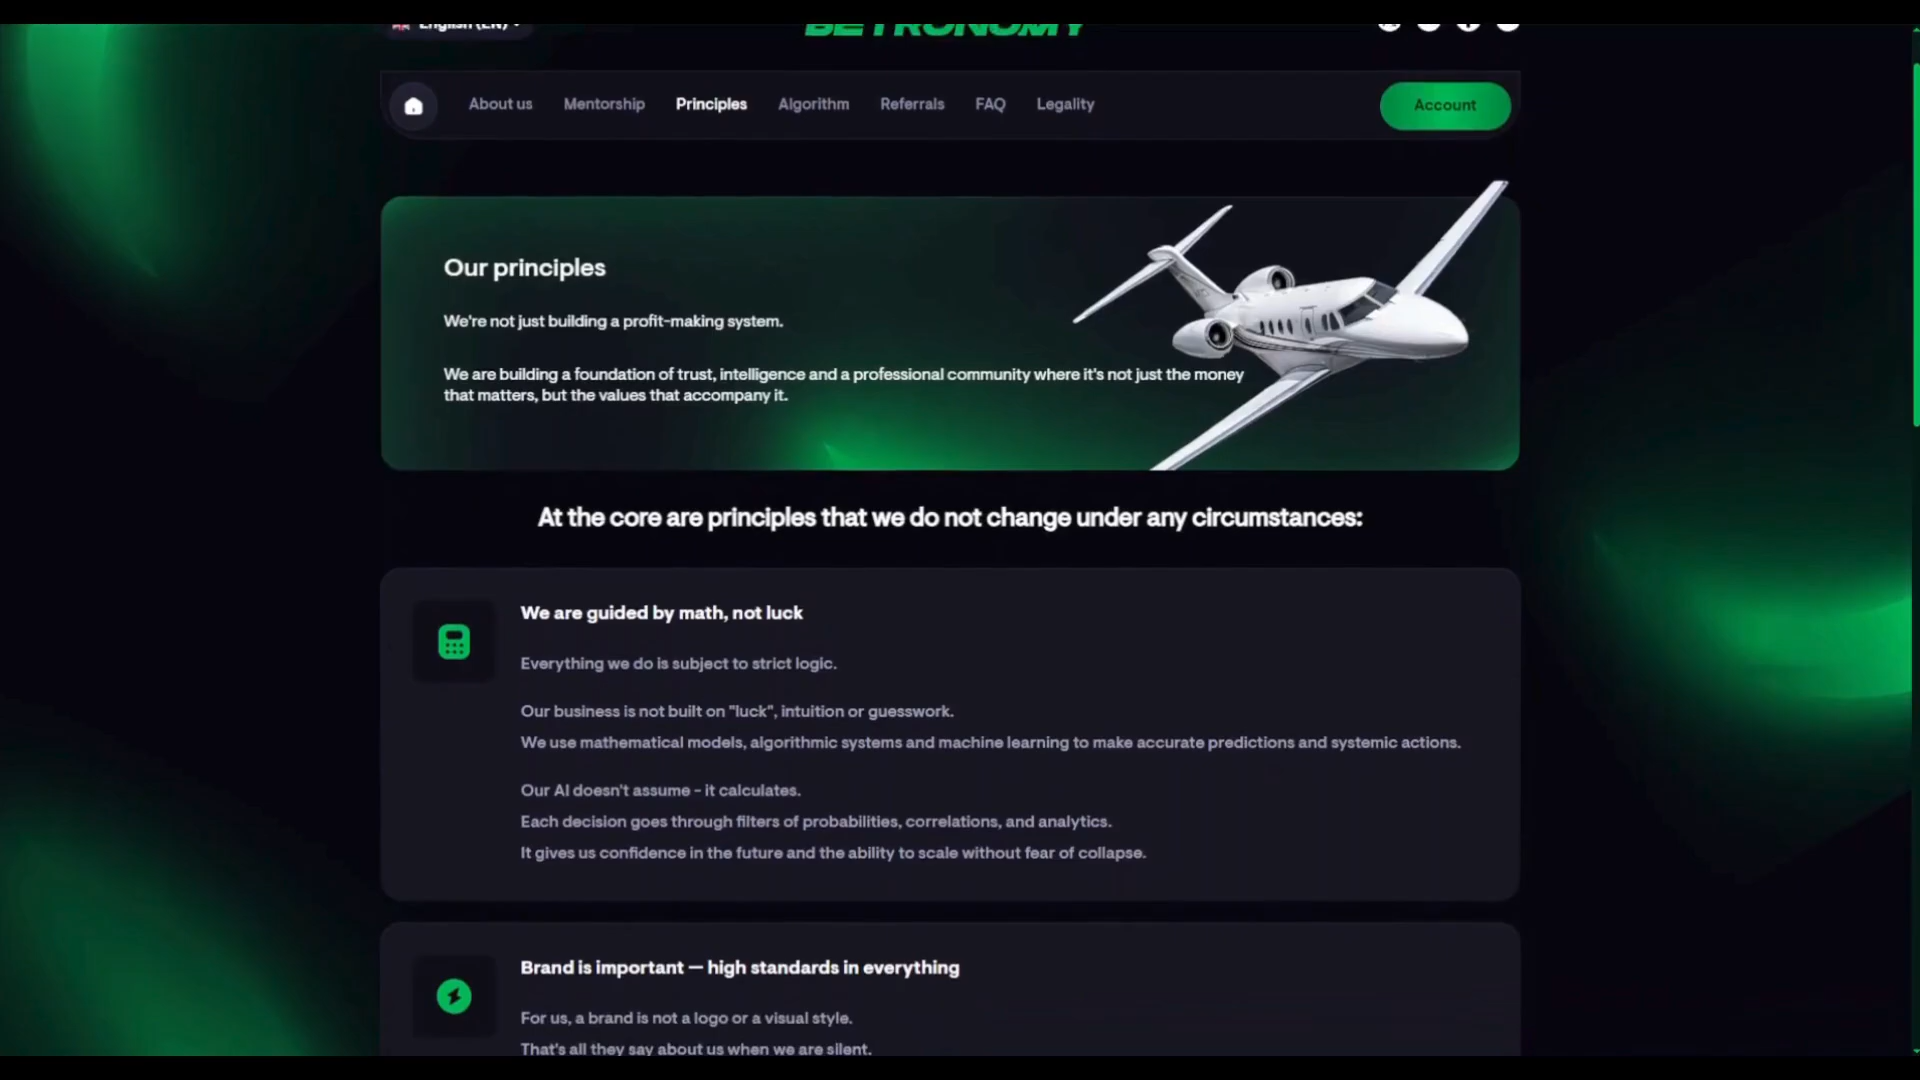 English (EN)
BETRONOMY
About us
Mentorship
Principles
Algorithm
Referrals
FAQ
Legality
Account
Our principles
We're not just building a profit-making system.
We are building a foundation of trust, intelligence and a professional community where it's not just the money
that matters, but the values that accompany it.
At the core are principles that we do not change under any circumstances:
We are guided by math, not luck
Everything we do is subject to strict logic.
Our business is not built on "luck", intuition or guesswork.
We use mathematical models, algorithmic systems and machine learning to make accurate predictions and systemic actions.
Our AI doesn't assume - it calculates.
Each decision goes through filters of probabilities, correlations, and analytics.
It gives us confidence in the future and the ability to scale without fear of collapse.
Brand is important — high standards in everything
For us, a brand is not a logo or a visual style.
That's all they say about us when we are silent.